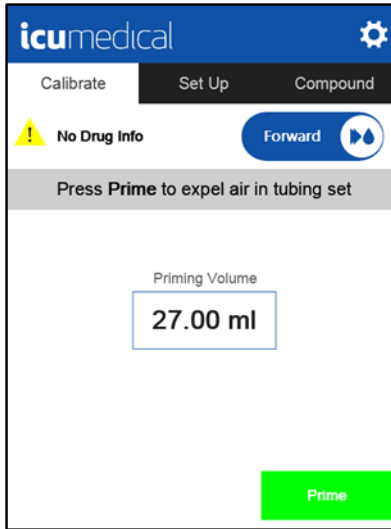 icumedical
Calibrate Set Up Compound
! No Drug Info Forward
Press Prime to expel air in tubing set
Priming Volume
27.00 ml
Prime